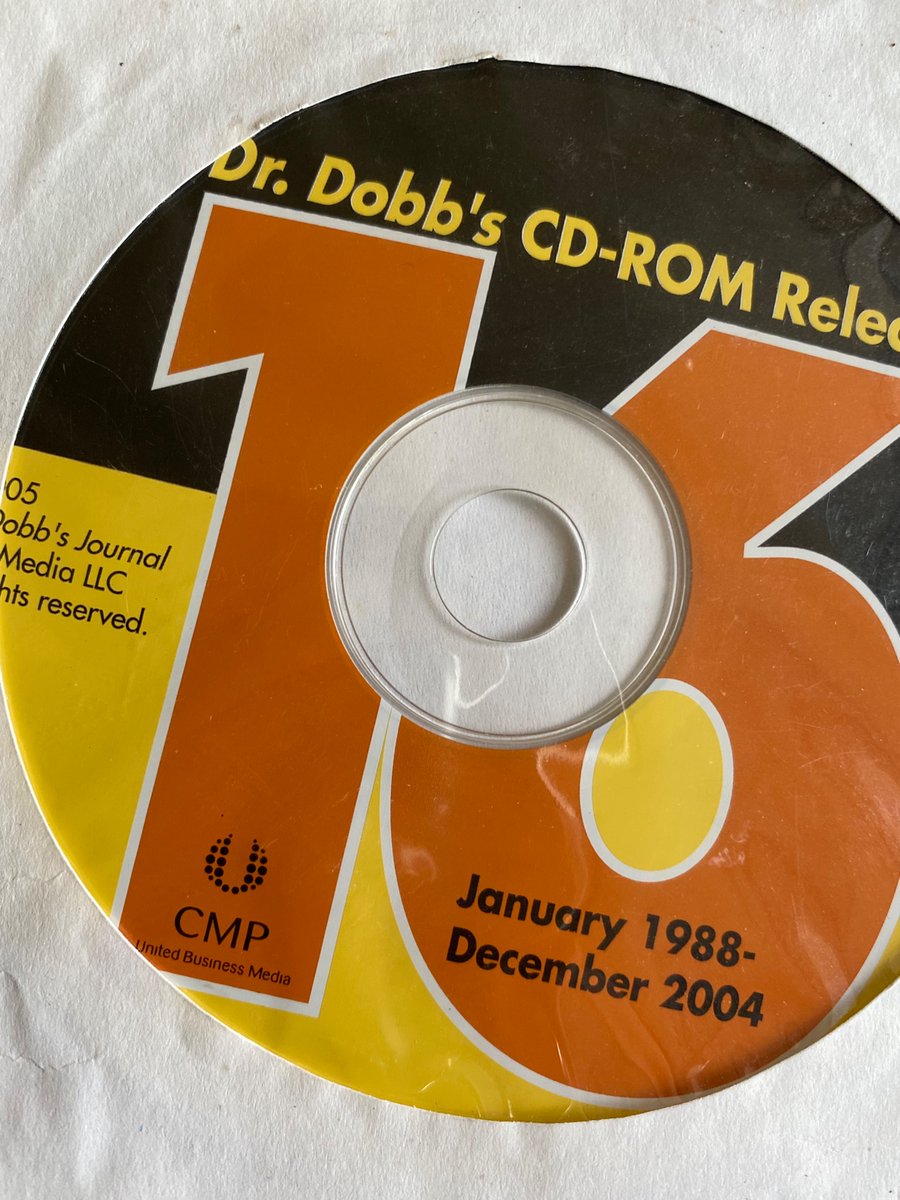 Dr. Dobb's CD-ROM Relea
16
05
Dobb's Journal
Media LLC
hts reserved.
CMP
United Business Media
January 1988-
December 2004